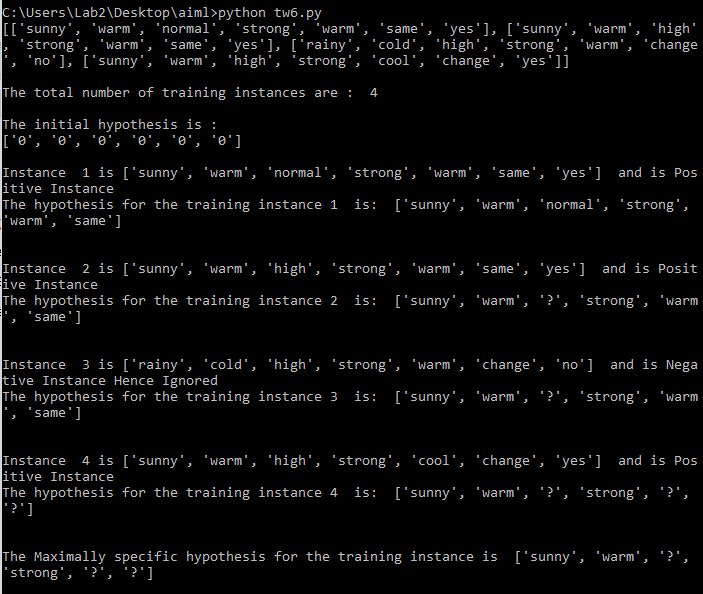 C:\Users\Lab2\Desktop\aiml>python tw6.py
[['sunny', 'warm', 'normal', 'strong', 'warm', 'same', 'yes'], ['sunny', 'warm', 'high'
, 'strong', 'warm', 'same', 'yes'], ['rainy', 'cold', 'high', 'strong', 'warm', 'change
', 'no'], ['sunny', 'warm', 'high', 'strong', 'cool', 'change', 'yes']]
The total number of training instances are :  4
The initial hypothesis is :
['0', '0', '0', '0', '0', '0']
Instance  1 is ['sunny', 'warm', 'normal', 'strong', 'warm', 'same', 'yes']  and is Pos
itive Instance
The hypothesis for the training instance 1  is:  ['sunny', 'warm', 'normal', 'strong',
'warm', 'same']
Instance  2 is ['sunny', 'warm', 'high', 'strong', 'warm', 'same', 'yes']  and is Posit
ive Instance
The hypothesis for the training instance 2  is:  ['sunny', 'warm', '?', 'strong', 'warm
', 'same']
Instance  3 is ['rainy', 'cold', 'high', 'strong', 'warm', 'change', 'no']  and is Nega
tive Instance Hence Ignored
The hypothesis for the training instance 3  is:  ['sunny', 'warm', '?', 'strong', 'warm
', 'same']
Instance  4 is ['sunny', 'warm', 'high', 'strong', 'cool', 'change', 'yes']  and is Pos
itive Instance
The hypothesis for the training instance 4  is:  ['sunny', 'warm', '?', 'strong', '?',
'?']
The Maximally specific hypothesis for the training instance is  ['sunny', 'warm', '?',
'strong', '?', '?']